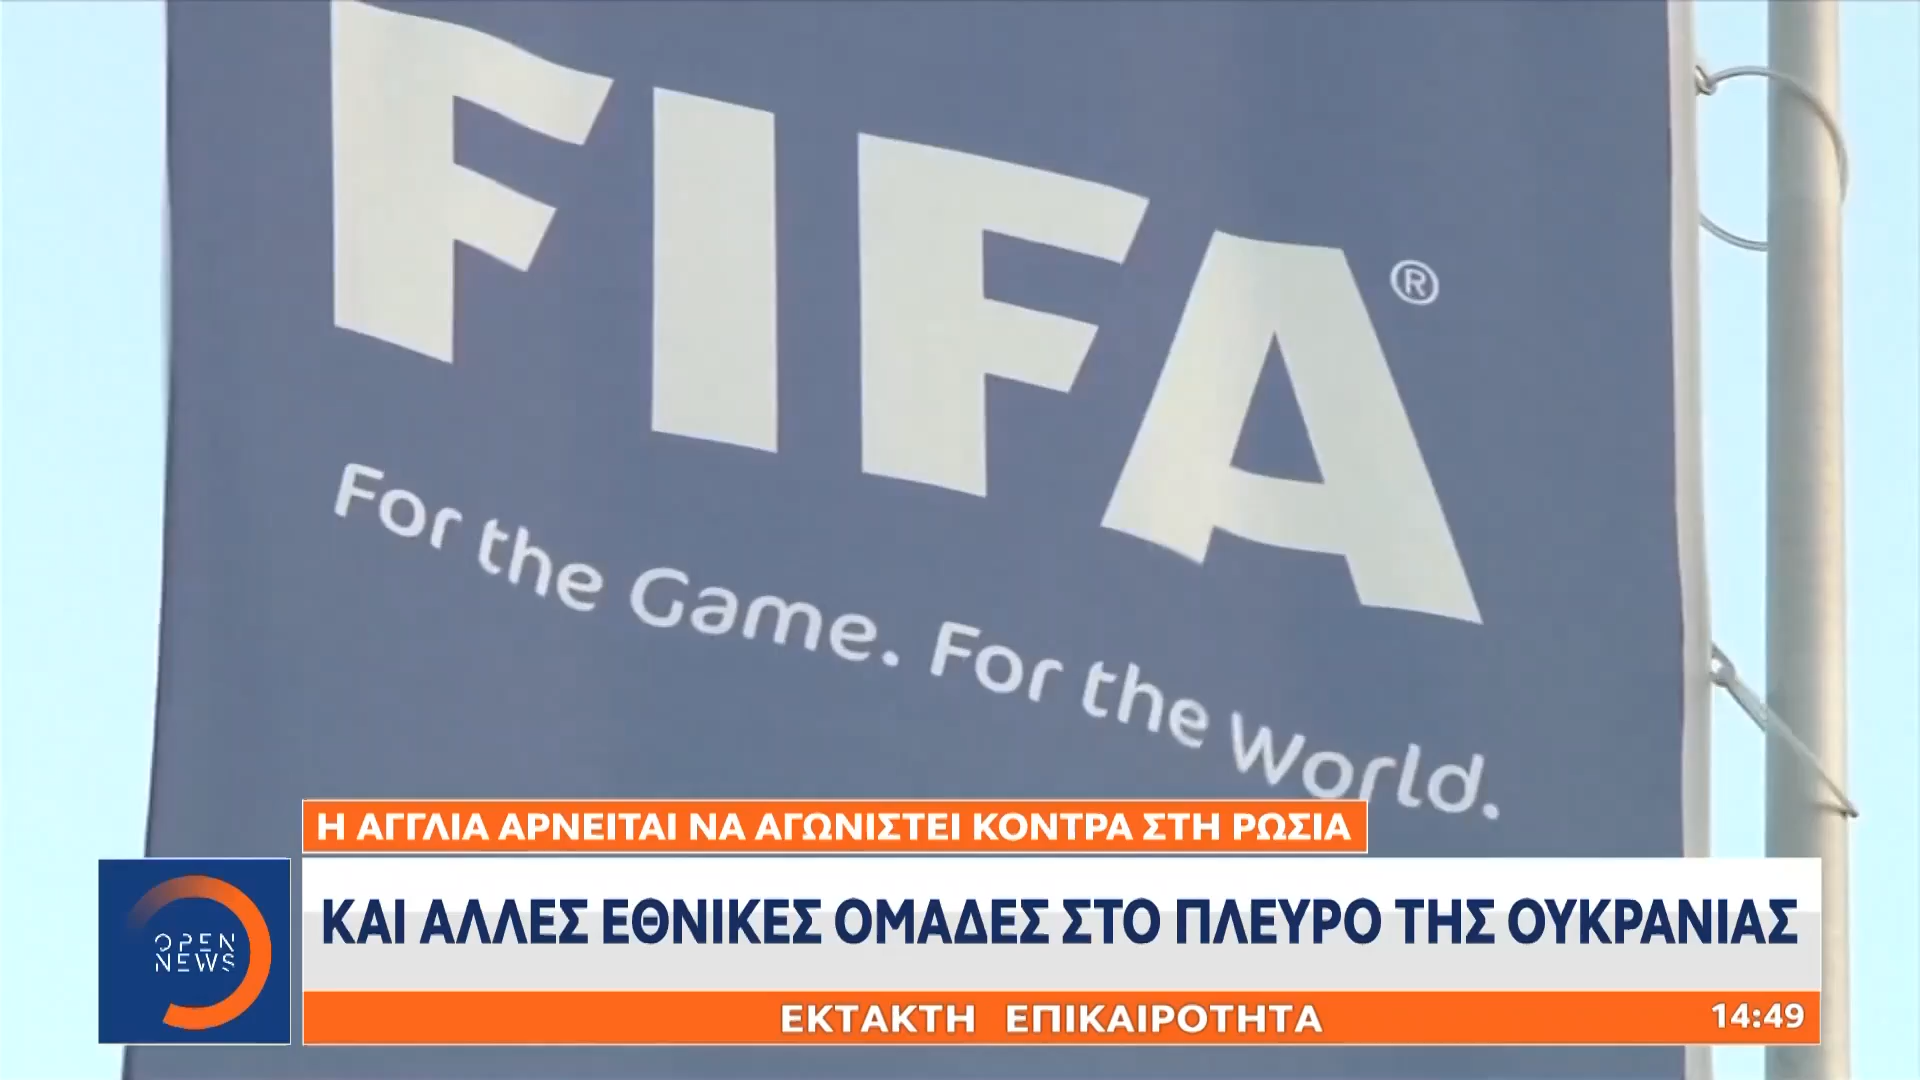 FIFA®
For the Game. For the World.
Η ΑΓΓΛΙΑ ΑΡΝΕΙΤΑΙ ΝΑ ΑΓΩΝΙΣΤΕΙ ΚΟΝΤΡΑ ΣΤΗ ΡΩΣΙΑ
ΚΑΙ ΑΛΛΕΣ ΕΘΝΙΚΕΣ ΟΜΑΔΕΣ ΣΤΟ ΠΛΕΥΡΟ ΤΗΣ ΟΥΚΡΑΝΙΑΣ
OPEN
NEWS
ΕΚΤΑΚΤΗ ΕΠΙΚΑΙΡΟΤΗΤΑ
14:49